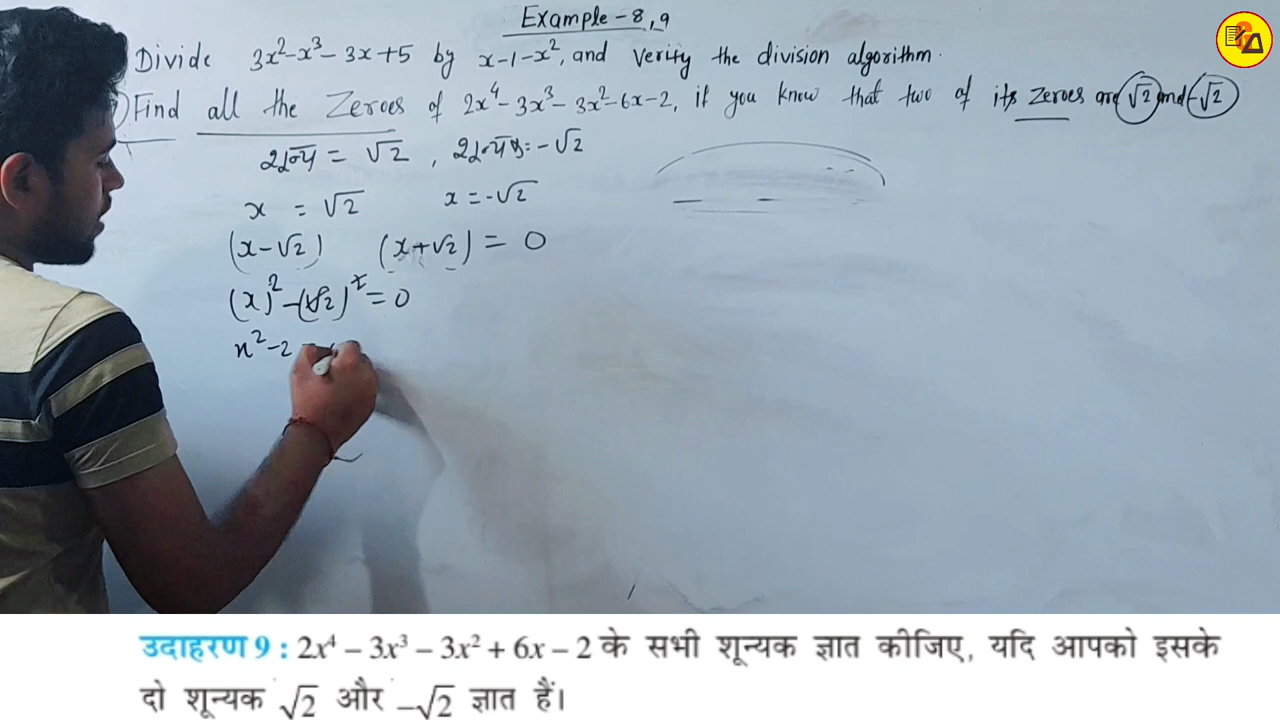 Example - 8, 9
Divide 3x² - x³ - 3x + 5 by x - 1 - x², and verity the division algorithm.
) Find all the Zeroes of 2x⁴ - 3x³ - 3x² - 6x - 2, if you know that two of its zeroes are √2 and -√2
= √2 , = -√2
x = √2 x = -√2
(x - √2) (x + √2) = 0
(x)² - (√2)² = 0
x² - 2
उदाहरण 9 : 2x⁴ – 3x³ – 3x² + 6x – 2 के सभी शून्यक ज्ञात कीजिए, यदि आपको इसके
दो शून्यक √2 और –√2 ज्ञात हैं।